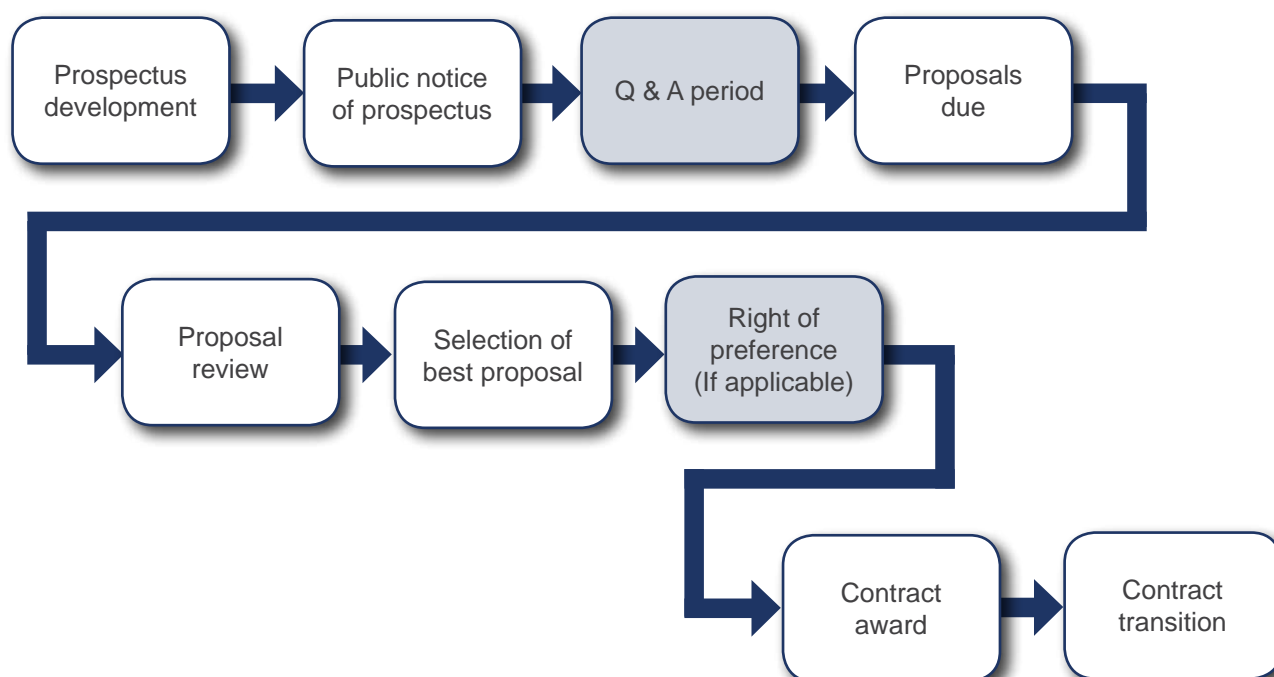 Prospectus
development
Public notice
of prospectus
Q & A period
Proposals
due
Proposal
review
Selection of
best proposal
Right of
preference
(If applicable)
Contract
award
Contract
transition